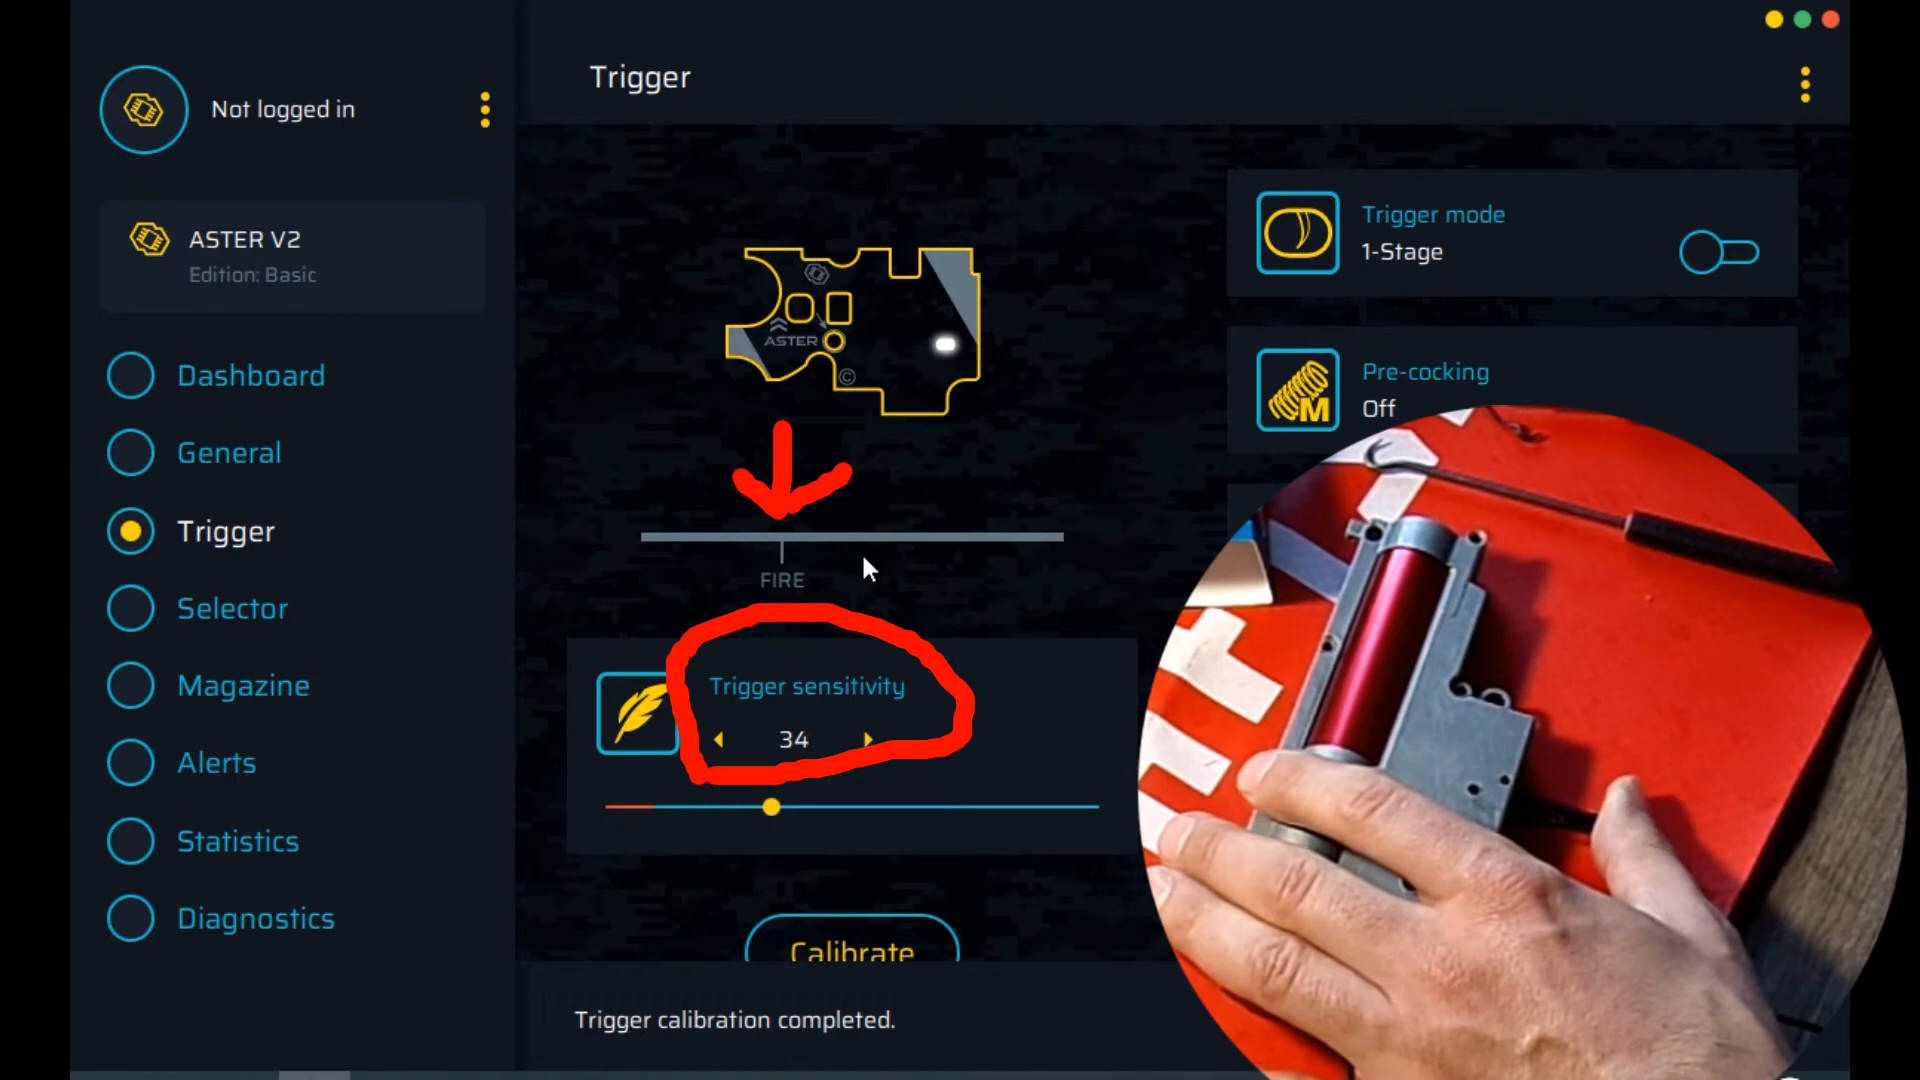 Not logged in
Trigger
ASTER V2
Edition: Basic
Dashboard
General
Trigger
Selector
Magazine
Alerts
Statistics
Diagnostics
ASTER
©
FIRE
Trigger sensitivity
34
Calibrate
Trigger calibration completed.
Trigger mode
1-Stage
Pre-cocking
M
Off